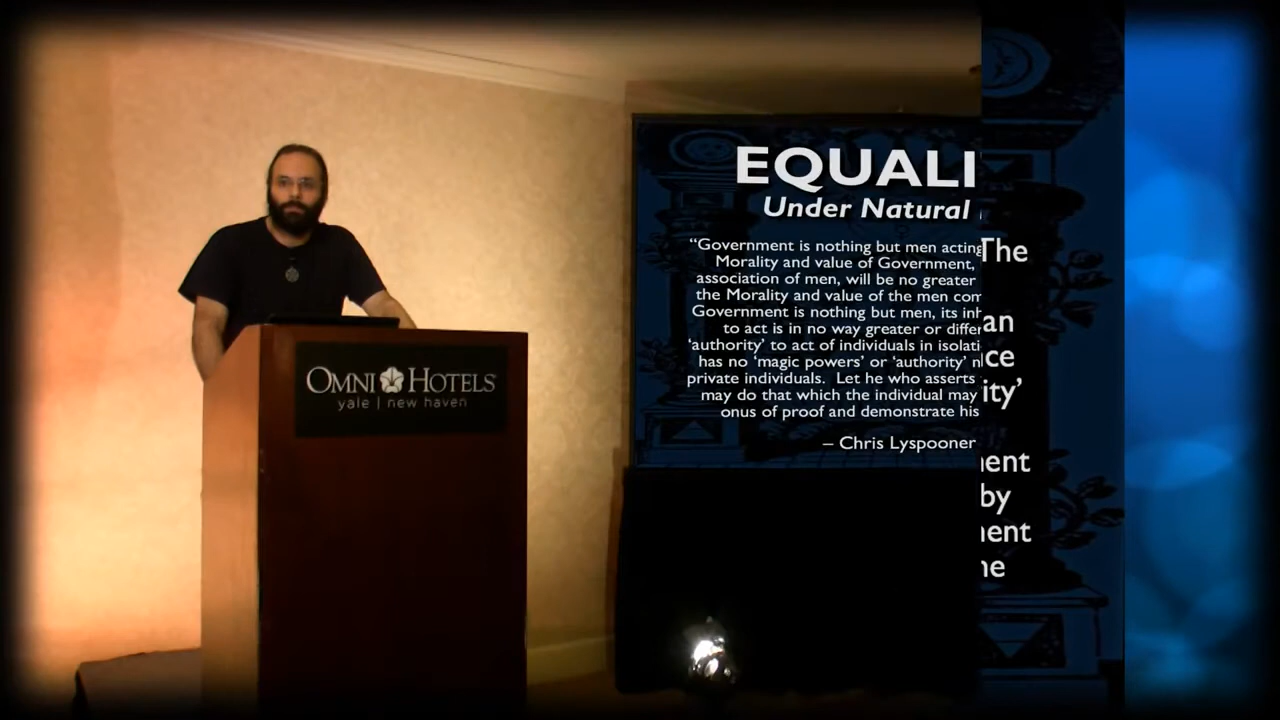 OMNI HOTELS
yale | new haven
EQUALI
Under Natural
“Government is nothing but men acting
Morality and value of Government,
association of men, will be no greater
the Morality and value of the men com
Government is nothing but men, its inh
to act is in no way greater or differ
‘authority’ to act of individuals in isolati
has no ‘magic powers’ or ‘authority’ n
private individuals. Let he who asserts
may do that which the individual may
onus of proof and demonstrate his
– Chris Lyspooner
The
an
ce
ity’
ent
by
ent
ne